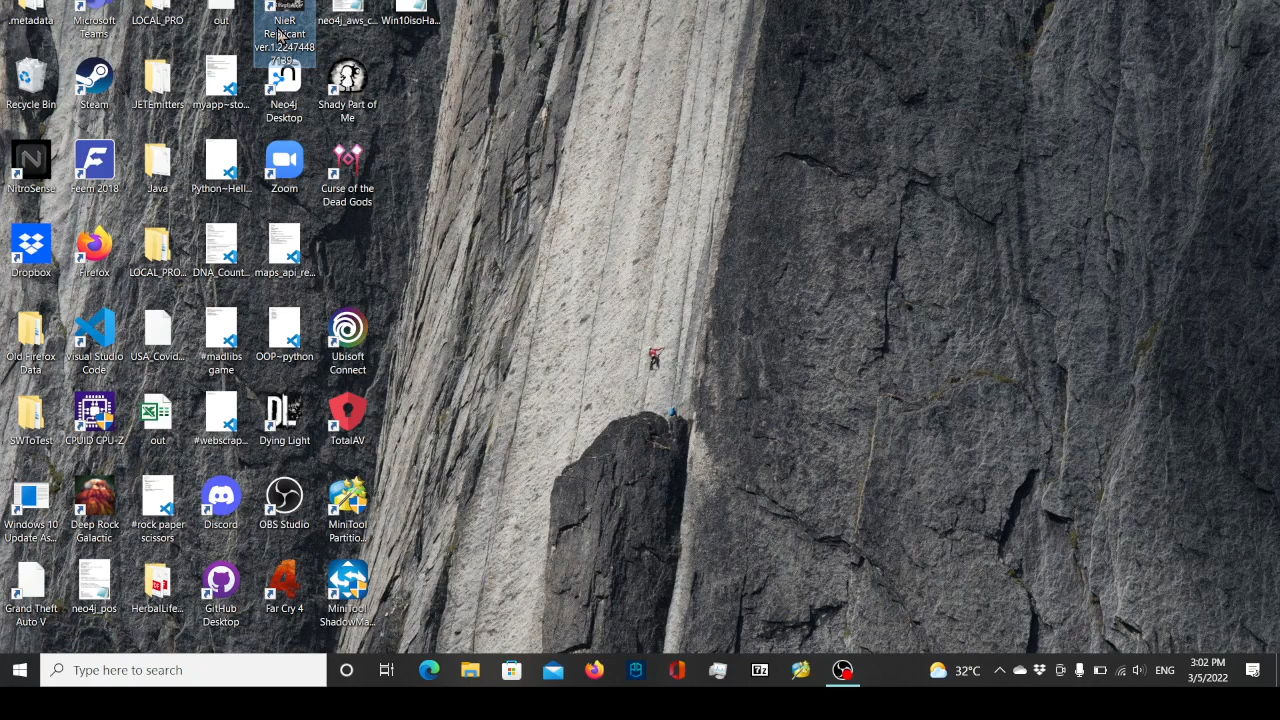 .metadata
Microsoft
Teams
LOCAL_PRO
out
NieR
Replicant
ver.1.2247448
7139...
neo4j_aws_c...
Win10isoHa...
Recycle Bin
Steam
JETEmitters
myapp~sto...
Neo4j
Desktop
Shady Part of
Me
NitroSense
Feem 2018
Java
Python~Hell...
Zoom
Curse of the
Dead Gods
Dropbox
Firefox
LOCAL_PRO...
DNA_Count...
maps_api_re...
Old Firefox
Data
Visual Studio
Code
USA_Covid...
#madlibs
game
OOP~python
Ubisoft
Connect
SWToTest
CPUID CPU-Z
out
#webscrap...
DL
Dying Light
TotalAV
Windows 10
Update As...
Deep Rock
Galactic
#rock paper
scissors
Discord
OBS Studio
MiniTool
Partitio...
Grand Theft
Auto V
neo4j_pos
HerbalLife...
GitHub
Desktop
4
Far Cry 4
MiniTool
ShadowMa...
Type here to search
7z
32°C
ENG
3:02 PM
3/5/2022